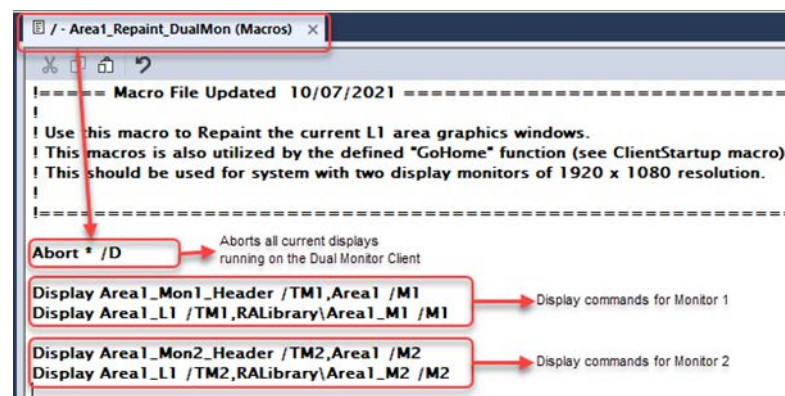 / - Area1_Repaint_DualMon (Macros) ×
!===== Macro File Updated 10/07/2021 ================================
!
! Use this macro to Repaint the current L1 area graphics windows.
! This macros is also utilized by the defined "GoHome" function (see ClientStartup macro)
! This should be used for system with two display monitors of 1920 x 1080 resolution.
!
!================================================================
Abort * /D
Aborts all current displays
running on the Dual Monitor Client
Display Area1_Mon1_Header /TM1,Area1 /M1
Display Area1_L1 /TM1,RALibrary\Area1_M1 /M1
Display commands for Monitor 1
Display Area1_Mon2_Header /TM2,Area1 /M2
Display Area1_L1 /TM2,RALibrary\Area1_M2 /M2
Display commands for Monitor 2